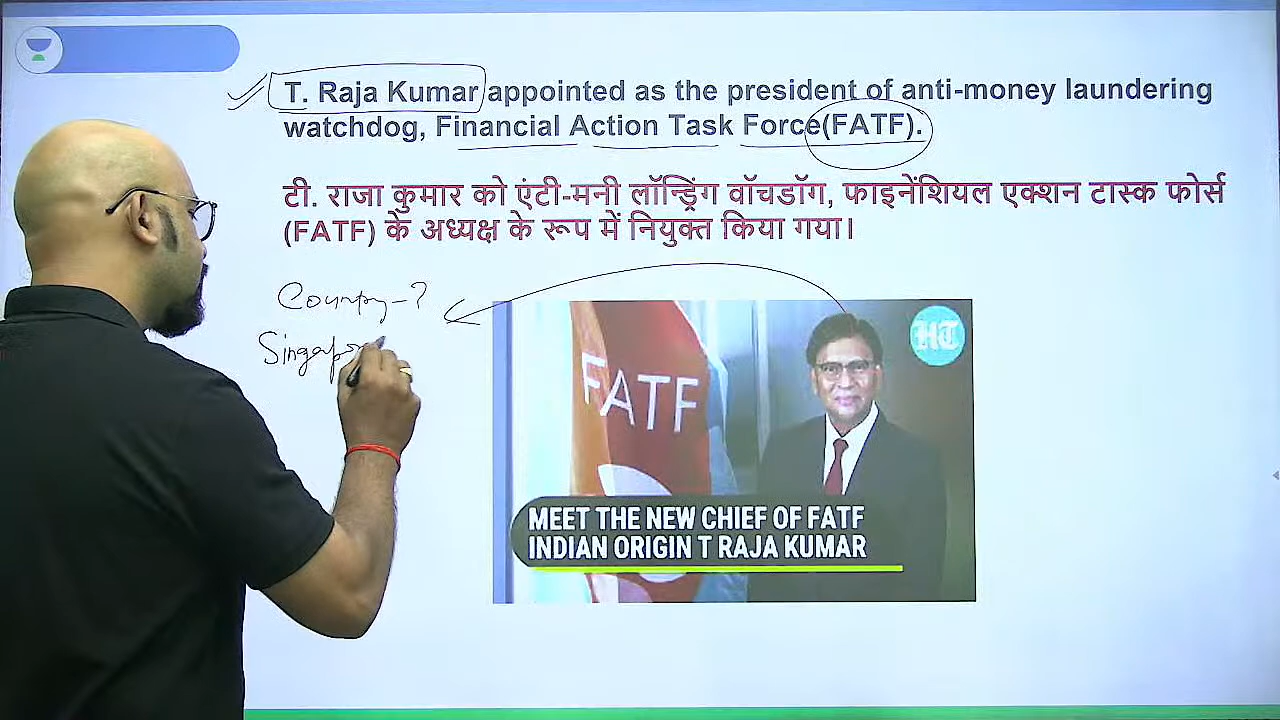 T. Raja Kumar appointed as the president of anti-money laundering
watchdog, Financial Action Task Force(FATF).
टी. राजा कुमार को एंटी-मनी लॉन्ड्रिंग वॉचडॉग, फाइनेंशियल एक्शन टास्क फोर्स
(FATF) के अध्यक्ष के रूप में नियुक्त किया गया।
Country-?
Singapo
HT
FATF
MEET THE NEW CHIEF OF FATF
INDIAN ORIGIN T RAJA KUMAR